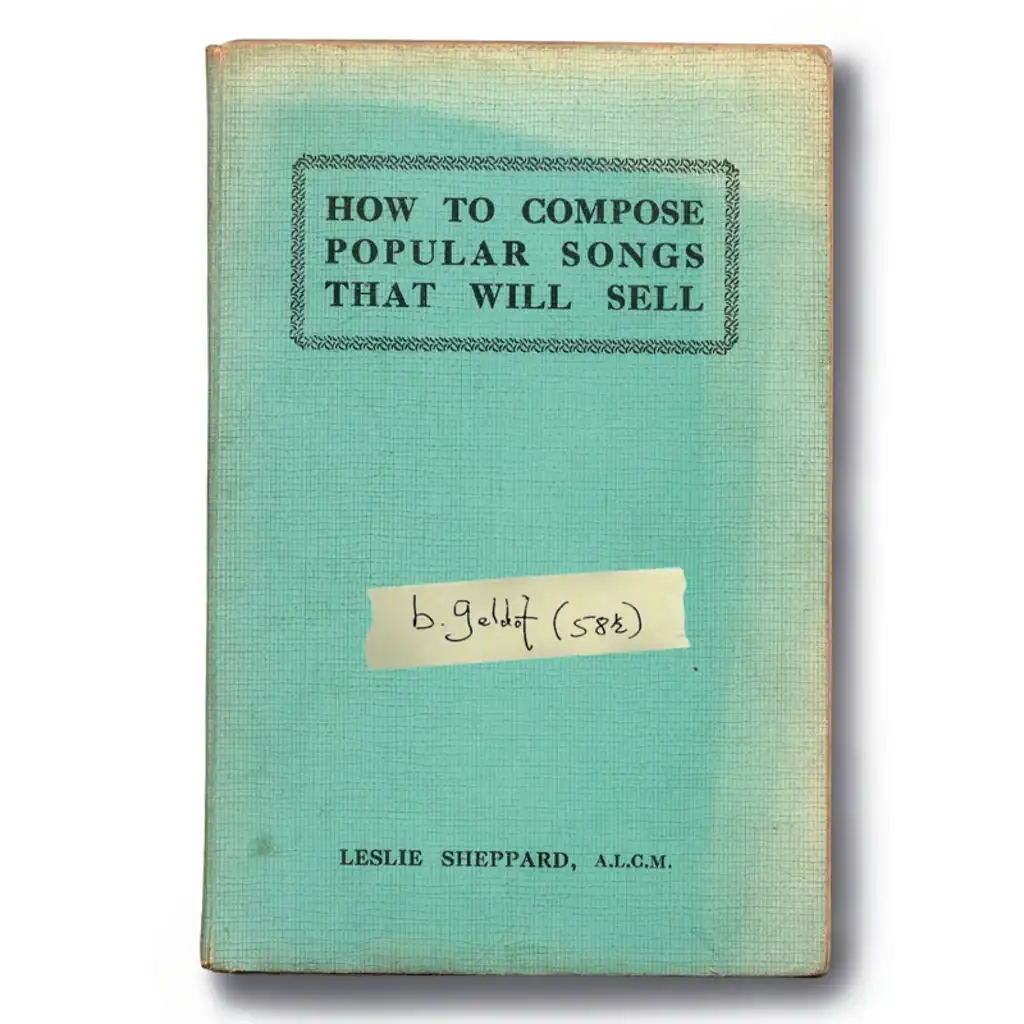 HOW TO COMPOSE
POPULAR SONGS
THAT WILL SELL
b. geldof (58½)
LESLIE SHEPPARD, A.L.C.M.